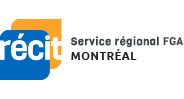 récit
Service régional FGA
MONTRÉAL